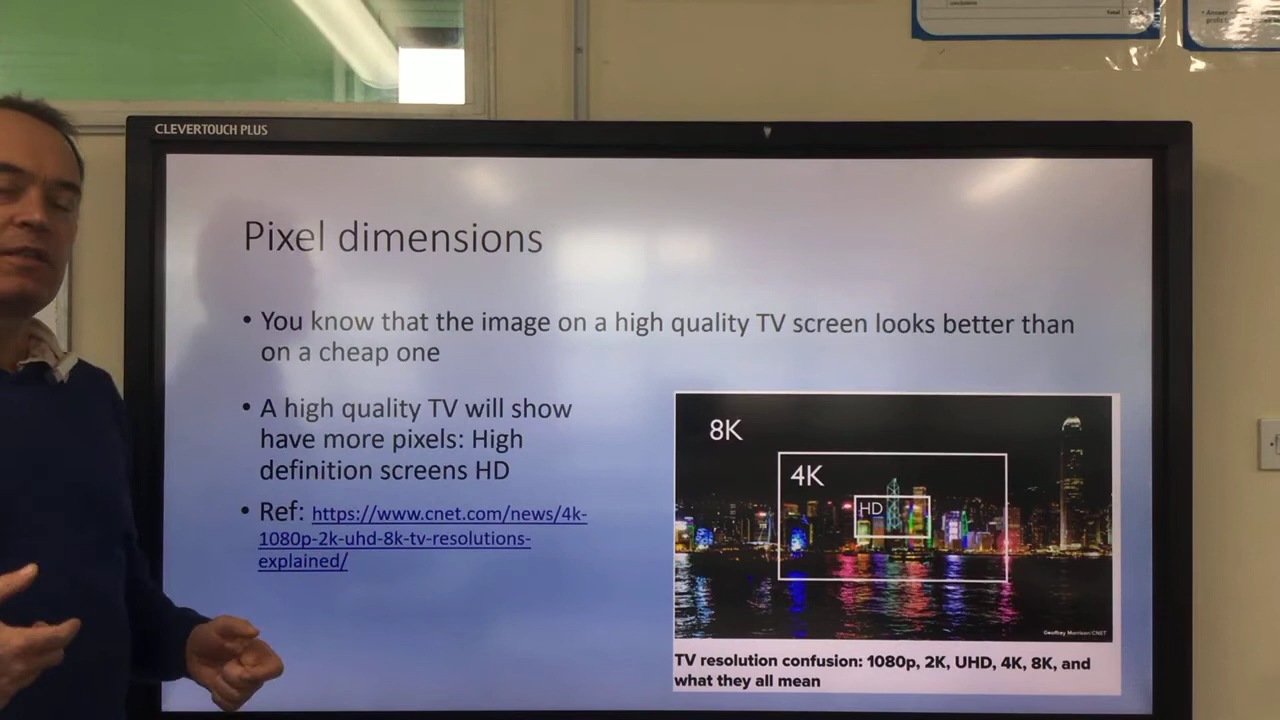 conclusions
Total
• Answer
CLEVERTOUCH PLUS
Pixel dimensions
• You know that the image on a high quality TV screen looks better than
on a cheap one
• A high quality TV will show
have more pixels: High
definition screens HD
• Ref: https://www.cnet.com/news/4k-
1080p-2k-uhd-8k-tv-resolutions-
explained/
8K
4K
HD
Geoffrey Morrison/CNET
TV resolution confusion: 1080p, 2K, UHD, 4K, 8K, and
what they all mean